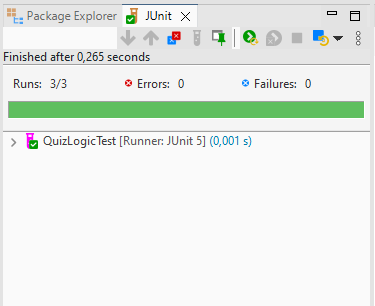 Package Explorer JUnit
Finished after 0,265 seconds
Runs: 3/3 Errors: 0 Failures: 0
QuizLogicTest [Runner: JUnit 5] (0,001 s)